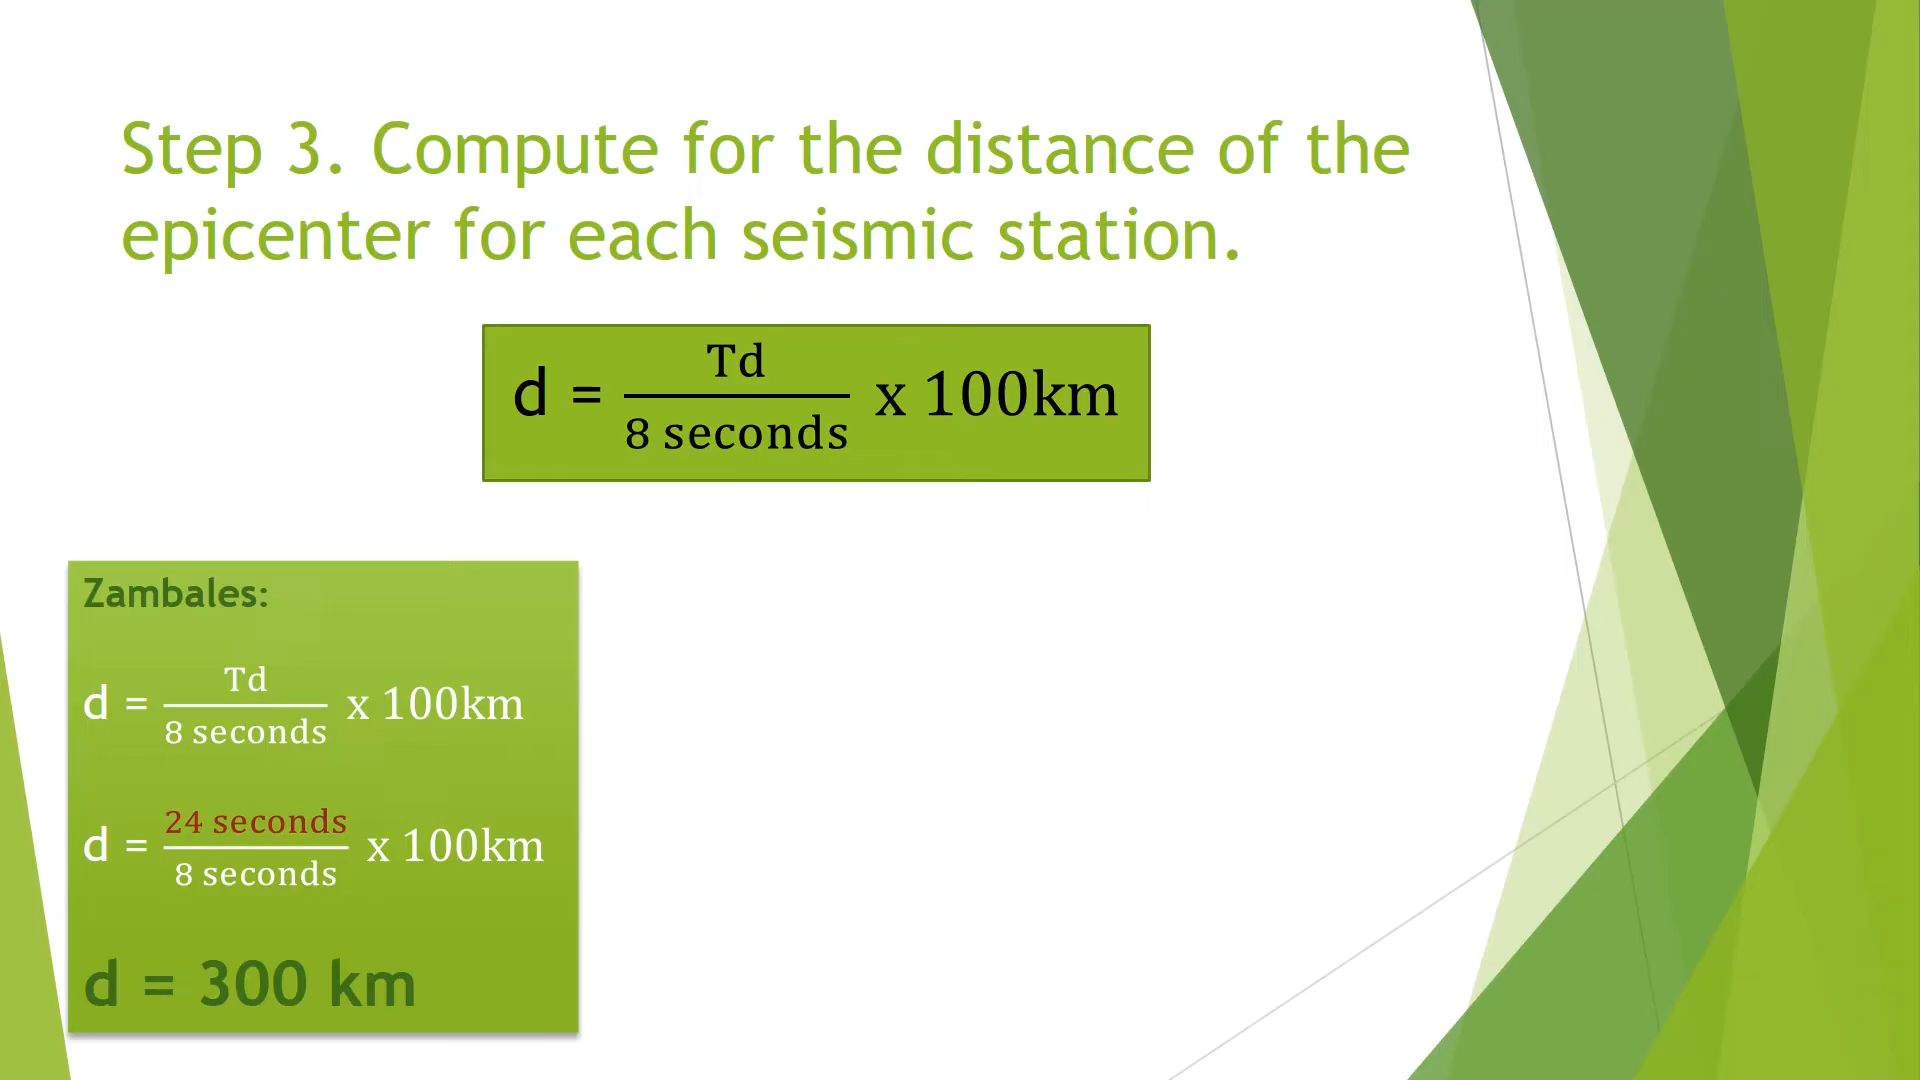 Step 3. Compute for the distance of the
epicenter for each seismic station.
d = Td / 8 seconds x 100km
Zambales:
d = Td / 8 seconds x 100km
d = 24 seconds / 8 seconds x 100km
d = 300 km